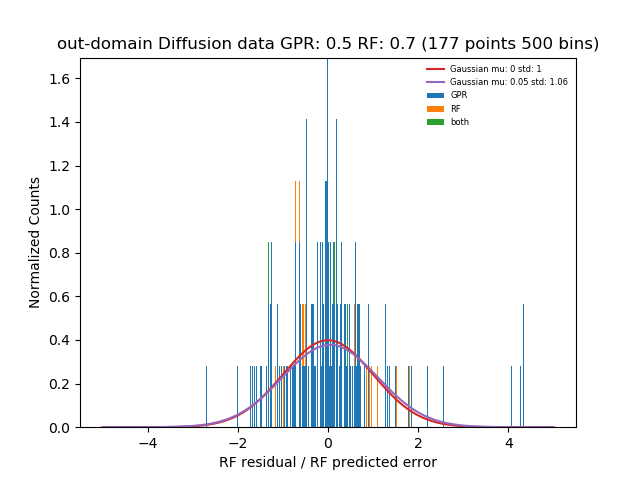 out-domain Diffusion data GPR: 0.5 RF: 0.7 (177 points 500 bins)
Gaussian mu: 0 std: 1
Gaussian mu: 0.05 std: 1.06
GPR
RF
both
Normalized Counts
1.6
1.4
1.2
1.0
0.8
0.6
0.4
0.2
0.0
−4 −2 0 2 4
RF residual / RF predicted error